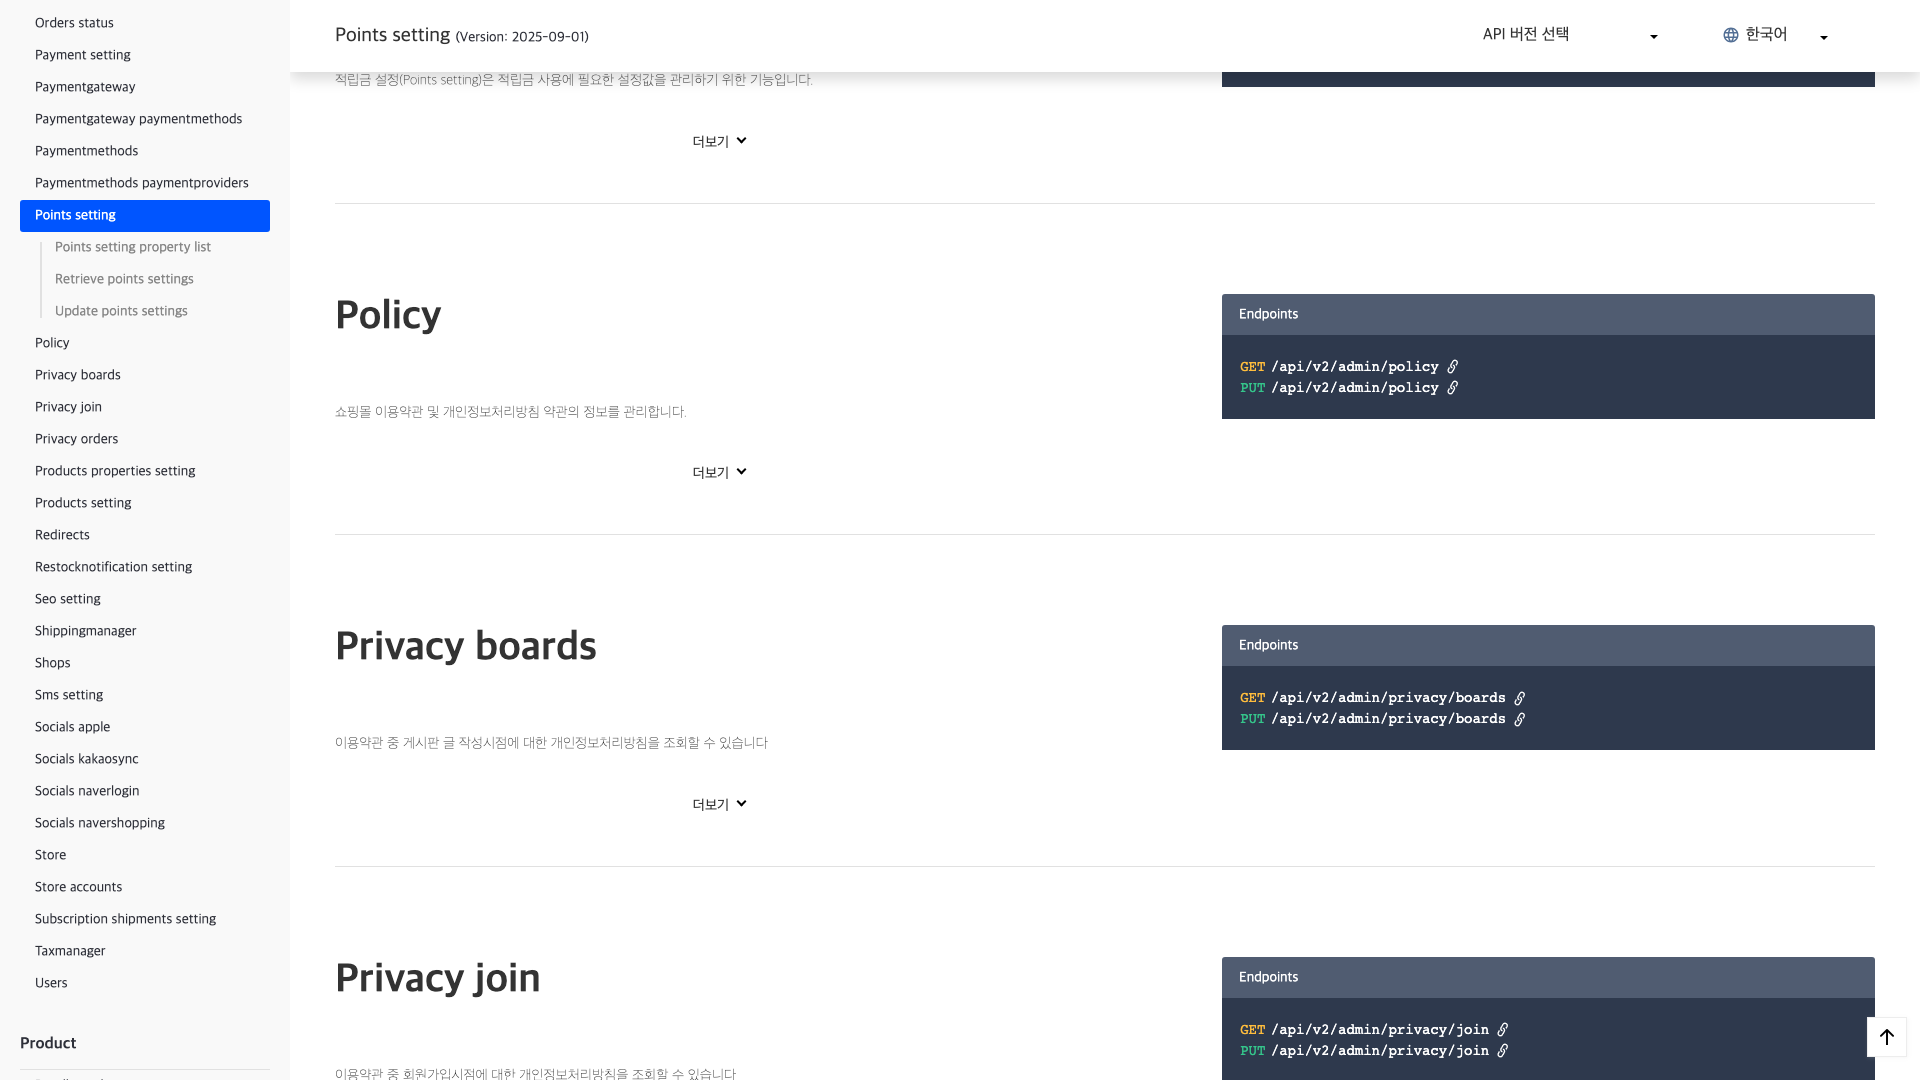 Orders status
Payment setting
Paymentgateway
Paymentgateway paymentmethods
Paymentmethods
Paymentmethods paymentproviders
Points setting
Points setting property list
Retrieve points settings
Update points settings
Policy
Privacy boards
Privacy join
Privacy orders
Products properties setting
Products setting
Redirects
Restocknotification setting
Seo setting
Shippingmanager
Shops
Sms setting
Socials apple
Socials kakaosync
Socials naverlogin
Socials navershopping
Store
Store accounts
Subscription shipments setting
Taxmanager
Users
Product
Points setting (Version: 2025-09-01)
API 버전 선택
한국어
적립금 설정(Points setting)은 적립금 사용에 필요한 설정값을 관리하기 위한 기능입니다.
더보기
Policy
쇼핑몰 이용약관 및 개인정보처리방침 약관의 정보를 관리합니다.
더보기
Endpoints
GET /api/v2/admin/policy
PUT /api/v2/admin/policy
Privacy boards
이용약관 중 게시판 글 작성시점에 대한 개인정보처리방침을 조회할 수 있습니다
더보기
Endpoints
GET /api/v2/admin/privacy/boards
PUT /api/v2/admin/privacy/boards
Privacy join
이용약관 중 회원가입시점에 대한 개인정보처리방침을 조회할 수 있습니다
Endpoints
GET /api/v2/admin/privacy/join
PUT /api/v2/admin/privacy/join